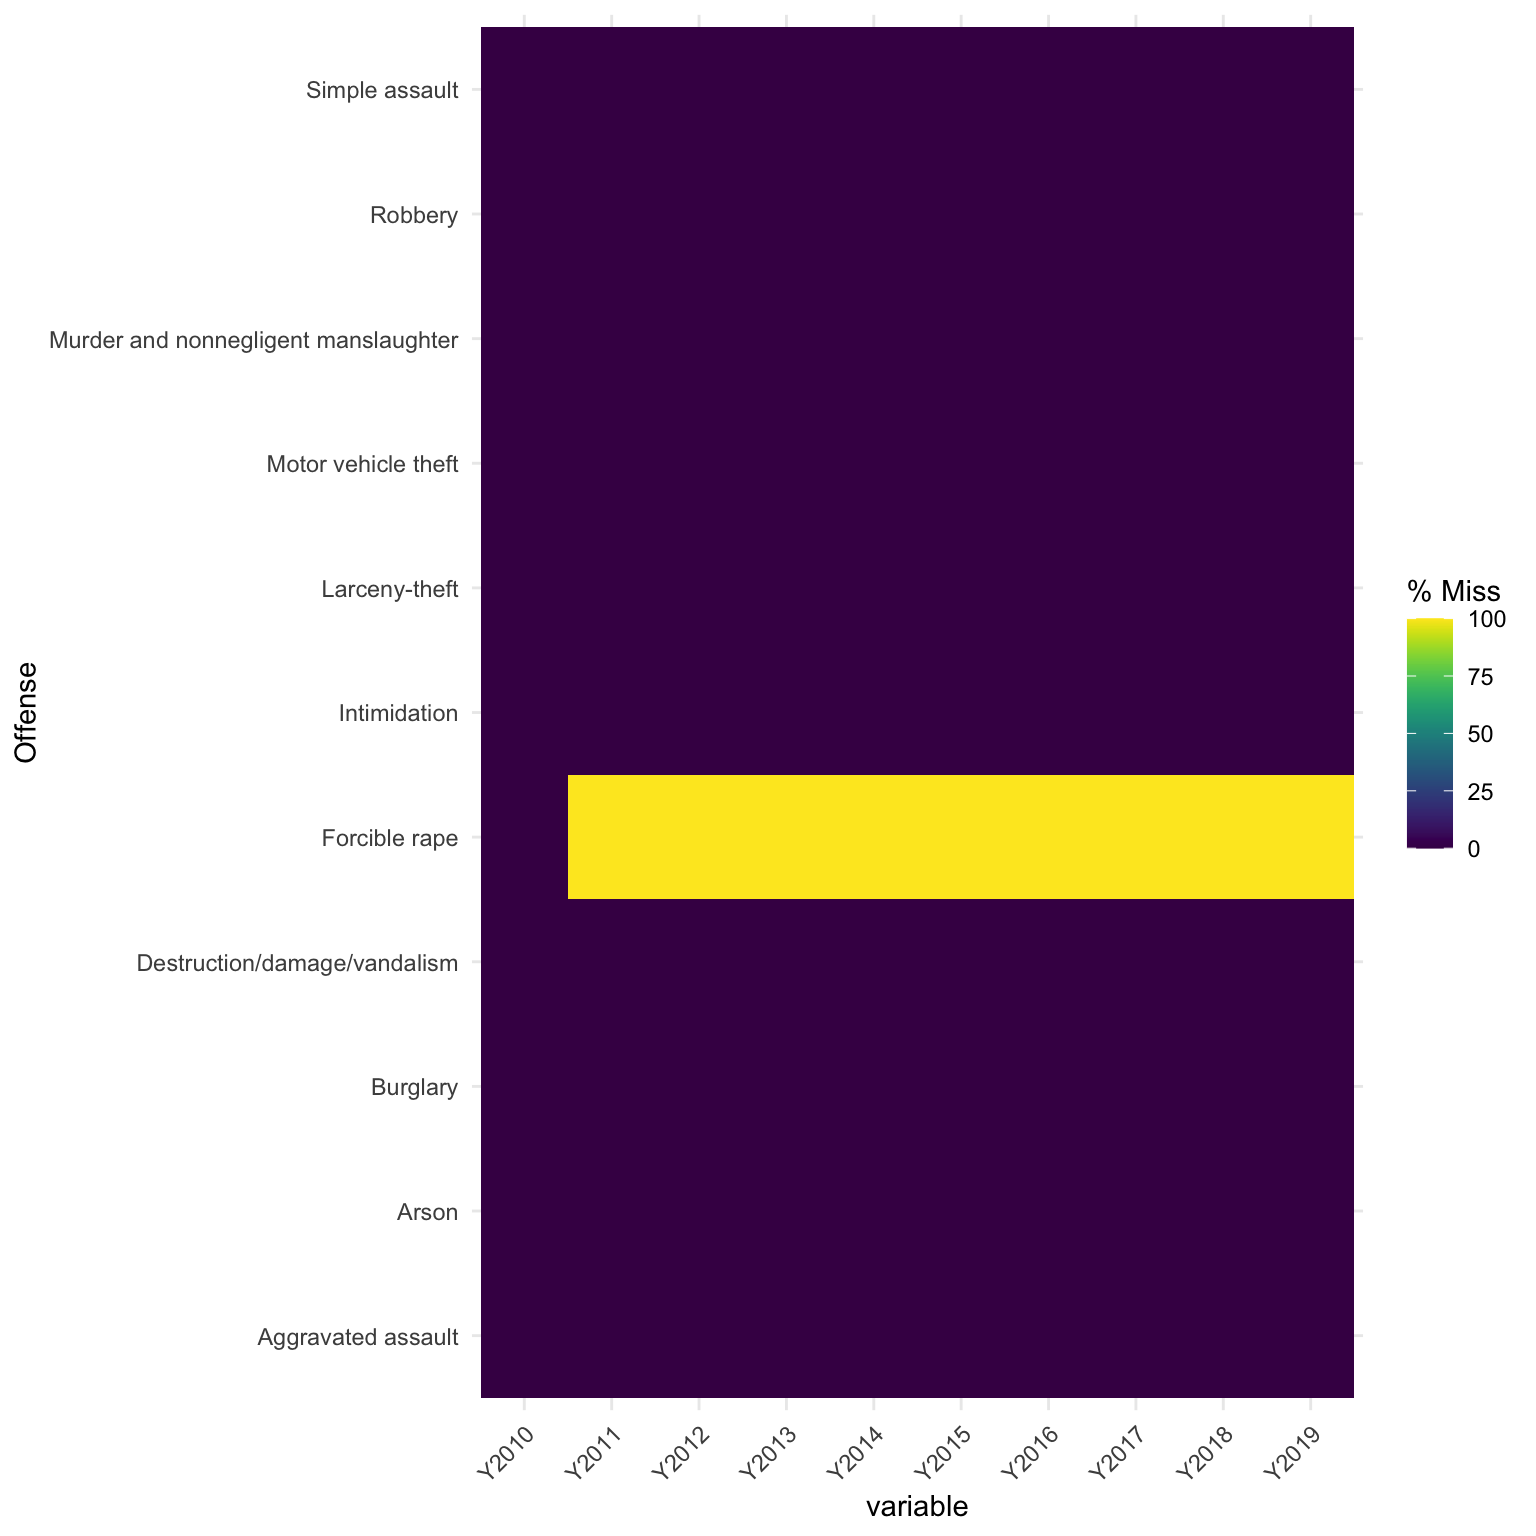 Simple assault
Robbery
Murder and nonnegligent manslaughter
Motor vehicle theft
Larceny-theft
Intimidation
Forcible rape
Destruction/damage/vandalism
Burglary
Arson
Aggravated assault
Offense
Y2010
Y2011
Y2012
Y2013
Y2014
Y2015
Y2016
Y2017
Y2018
Y2019
variable
% Miss
100
75
50
25
0